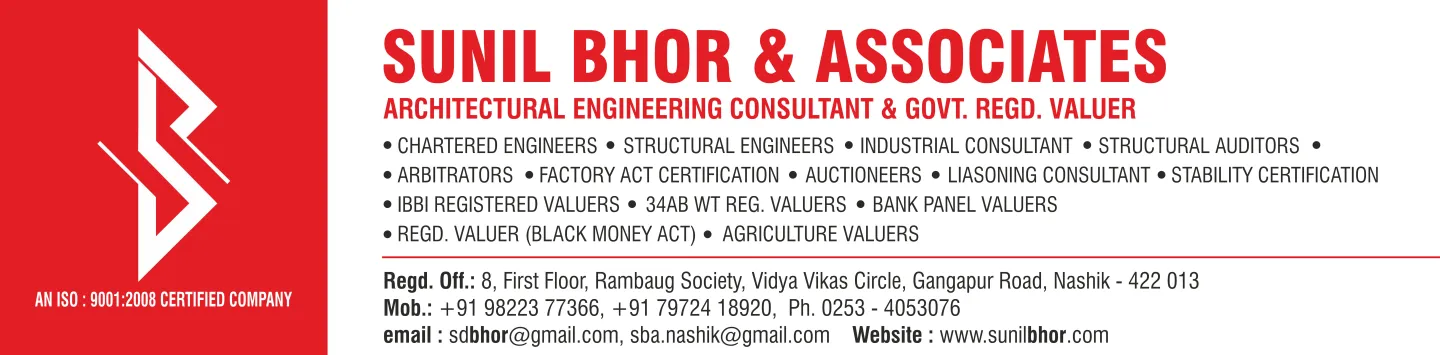 AN ISO : 9001:2008 CERTIFIED COMPANY
SUNIL BHOR & ASSOCIATES
ARCHITECTURAL ENGINEERING CONSULTANT & GOVT. REGD. VALUER
• CHARTERED ENGINEERS • STRUCTURAL ENGINEERS • INDUSTRIAL CONSULTANT • STRUCTURAL AUDITORS •
• ARBITRATORS • FACTORY ACT CERTIFICATION • AUCTIONEERS • LIASONING CONSULTANT • STABILITY CERTIFICATION
• IBBI REGISTERED VALUERS • 34AB WT REG. VALUERS • BANK PANEL VALUERS
• REGD. VALUER (BLACK MONEY ACT) • AGRICULTURE VALUERS
Regd. Off.: 8, First Floor, Rambaug Society, Vidya Vikas Circle, Gangapur Road, Nashik - 422 013
Mob.: +91 98223 77366, +91 79724 18920, Ph. 0253 - 4053076
email : sdbhor@gmail.com, sba.nashik@gmail.com Website : www.sunilbhor.com